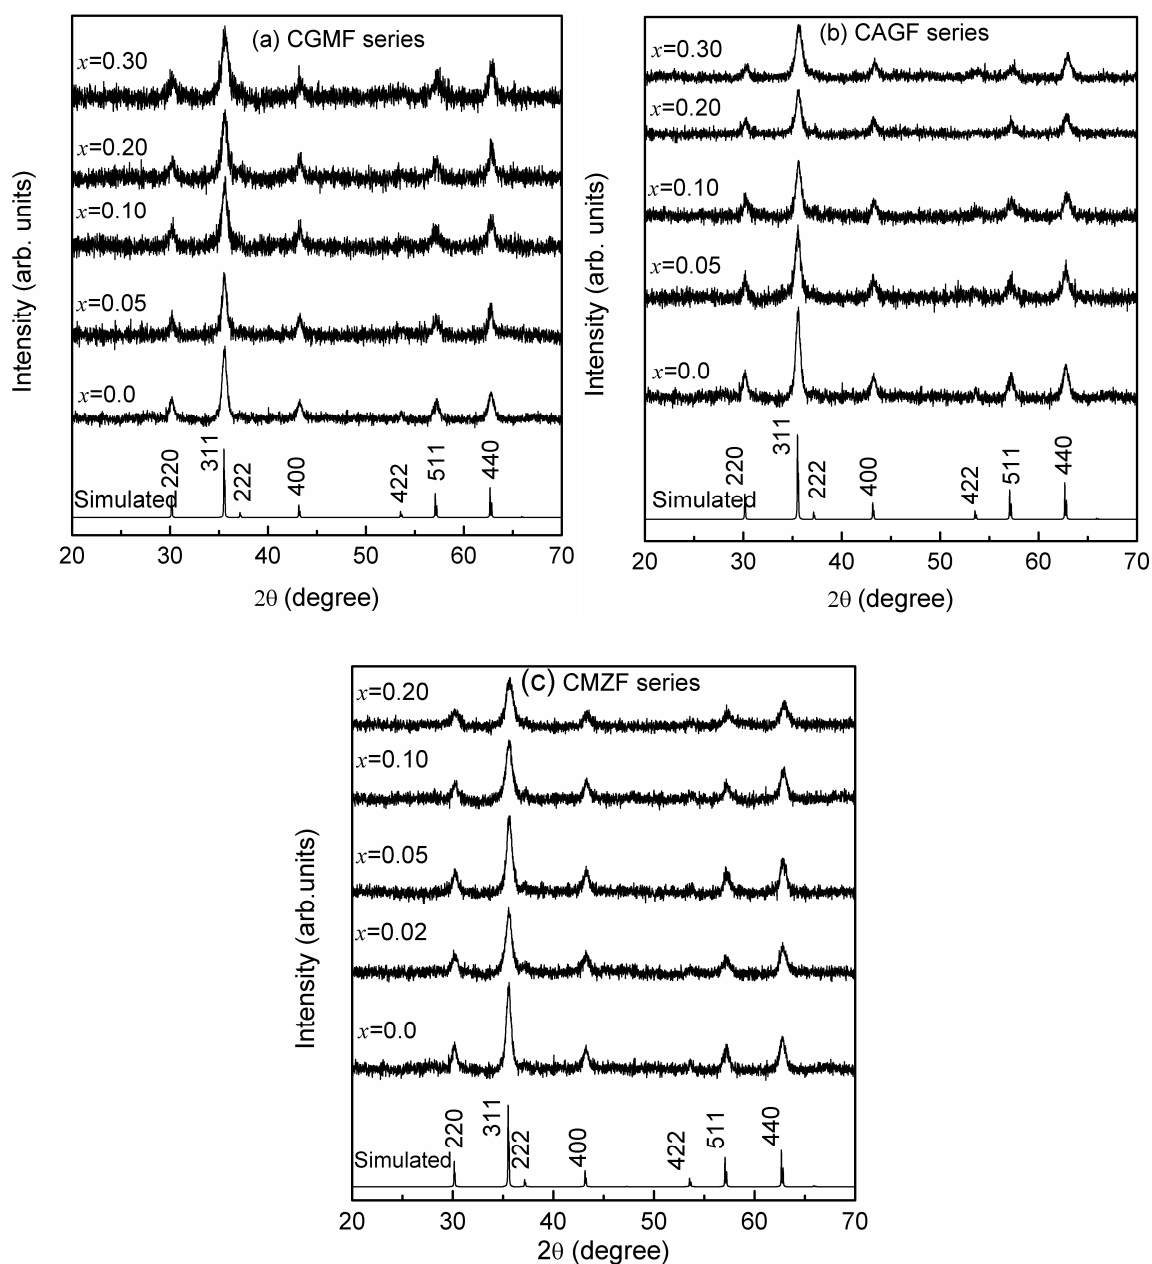 (a) CGMF series
x=0.30
x=0.20
x=0.10
x=0.05
x=0.0
Simulated
220
311
222
400
422
511
440
20 30 40 50 60 70
2θ (degree)
Intensity (arb. units)
(b) CAGF series
x=0.30
x=0.20
x=0.10
x=0.05
x=0.0
Simulated
220
311
222
400
422
511
440
20 30 40 50 60 70
2θ (degree)
Intensity (arb. units)
(c) CMZF series
x=0.20
x=0.10
x=0.05
x=0.02
x=0.0
Simulated
220
311
222
400
422
511
440
20 30 40 50 60 70
2θ (degree)
Intensity (arb.units)